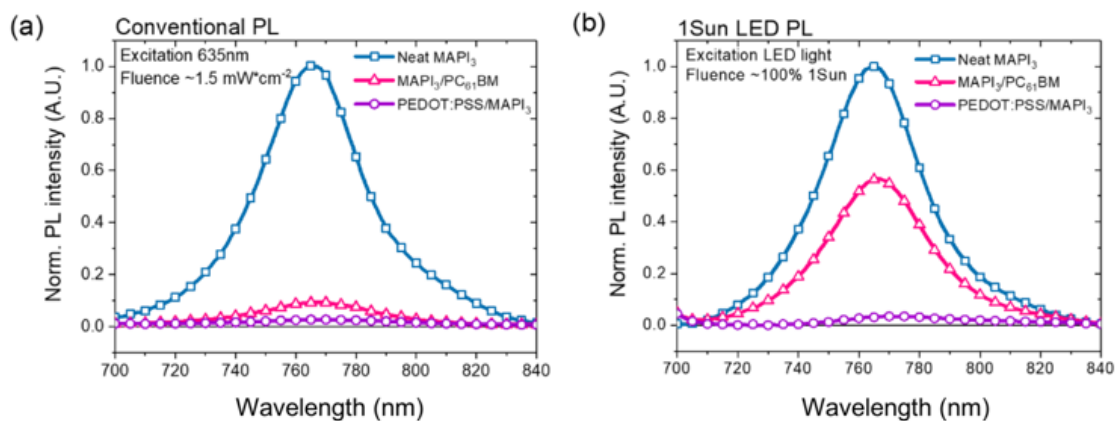 (a)
Conventional PL
Excitation 635nm
Fluence ~1.5 mW*cm⁻²
Neat MAPI₃
MAPI₃/PC₆₁BM
PEDOT:PSS/MAPI₃
Norm. PL intensity (A.U.)
1.0
0.8
0.6
0.4
0.2
0.0
700 720 740 760 780 800 820 840
Wavelength (nm)
(b)
1Sun LED PL
Excitation LED light
Fluence ~100% 1Sun
Neat MAPI₃
MAPI₃/PC₆₁BM
PEDOT:PSS/MAPI₃
Norm. PL intensity (A.U.)
1.0
0.8
0.6
0.4
0.2
0.0
700 720 740 760 780 800 820 840
Wavelength (nm)